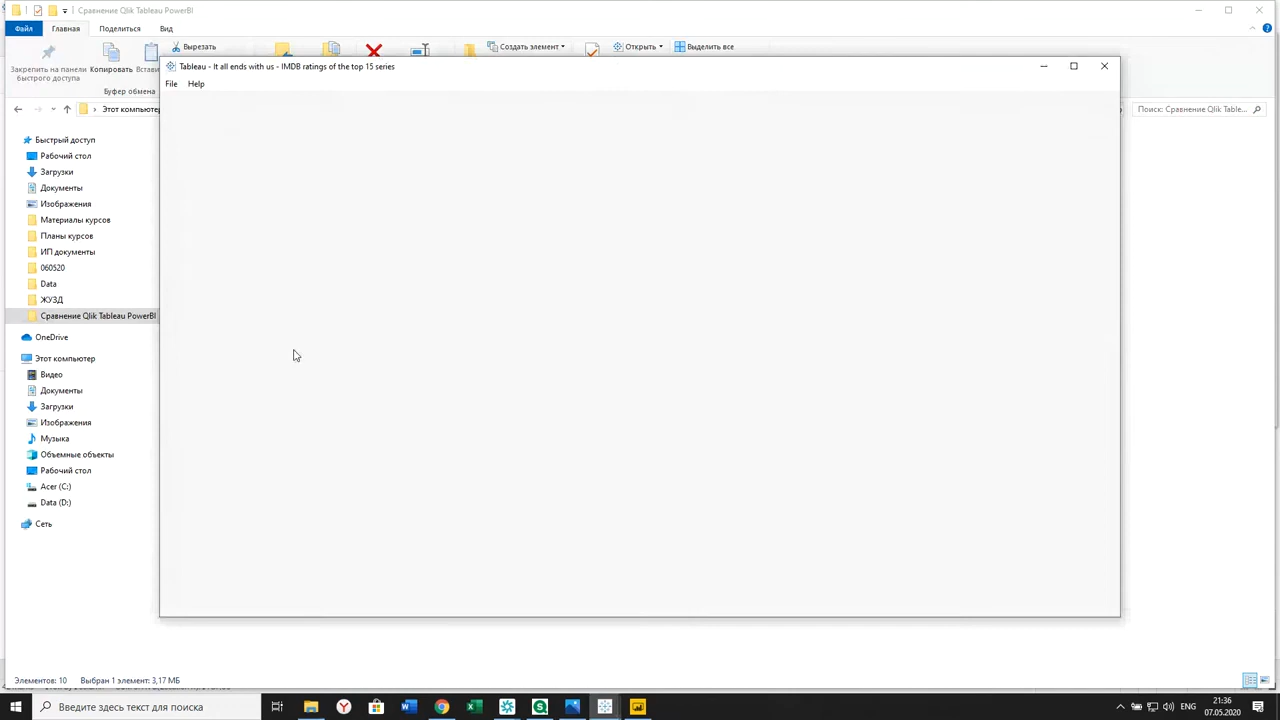 Сравнение Qlik Tableau PowerBI
Файл Главная Поделиться Вид
Вырезать
Создать элемент
Открыть
Выделить все
Закрепить на панели
быстрого доступа
Копировать
Буфер обмена
Tableau - It all ends with us - IMDB ratings of the top 15 series
File Help
Этот компьютер
Поиск: Сравнение Qlik Table...
Быстрый доступ
Рабочий стол
Загрузки
Документы
Изображения
Материалы курсов
Планы курсов
ИП документы
060520
Data
ЖУЗД
Сравнение Qlik Tableau PowerBI
OneDrive
Этот компьютер
Видео
Документы
Загрузки
Изображения
Музыка
Объемные объекты
Рабочий стол
Acer (C:)
Data (D:)
Сеть
Элементов: 10 Выбран 1 элемент: 3,17 МБ
Введите здесь текст для поиска
ENG
21:36
07.05.2020